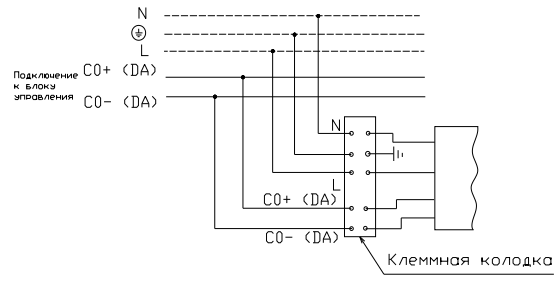 N
L
CO+ (DA)
Подключение
к блоку
управления
CO- (DA)
N
L
CO+ (DA)
CO- (DA)
Клеммная колодка